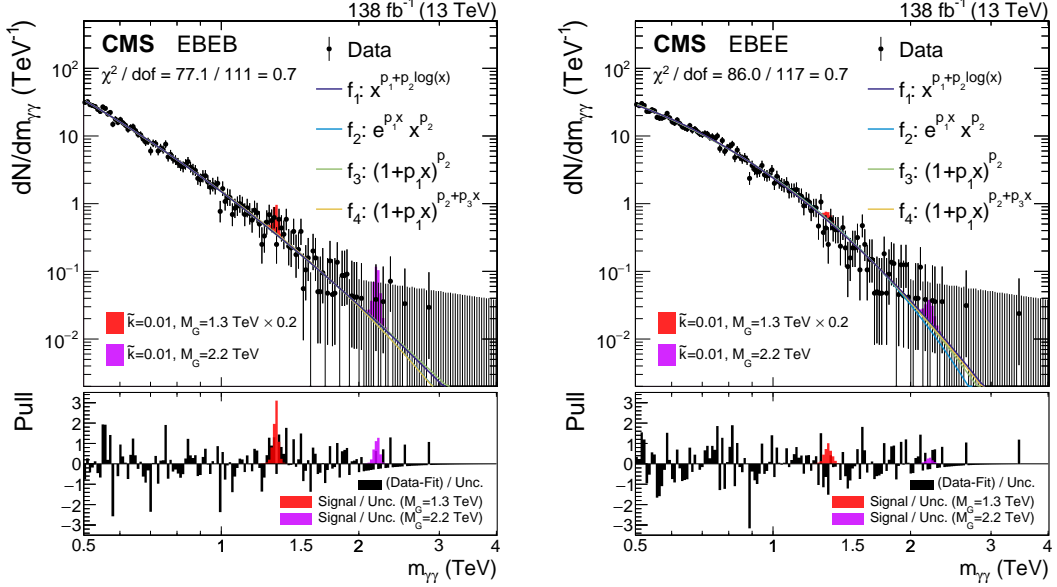 138 fb⁻¹ (13 TeV)
CMS EBEB
χ² / dof = 77.1 / 111 = 0.7
Data
f₁: x^{p₁+p₂log(x)}
f₂: e^{p₁x} x^{p₂}
f₃: (1+p₁x)^{p₂}
f₄: (1+p₁x)^{p₂+p₃x}
dN/dm_{γγ} (TeV⁻¹)
10²
10
1
10⁻¹
10⁻²
k̃=0.01, M_G=1.3 TeV × 0.2
k̃=0.01, M_G=2.2 TeV
Pull
3
2
1
0
−1
−2
−3
(Data-Fit) / Unc.
Signal / Unc. (M_G=1.3 TeV)
Signal / Unc. (M_G=2.2 TeV)
0.5 1 1.5 2 3 4
m_{γγ} (TeV)
138 fb⁻¹ (13 TeV)
CMS EBEE
χ² / dof = 86.0 / 117 = 0.7
Data
f₁: x^{p₁+p₂log(x)}
f₂: e^{p₁x} x^{p₂}
f₃: (1+p₁x)^{p₂}
f₄: (1+p₁x)^{p₂+p₃x}
dN/dm_{γγ} (TeV⁻¹)
10²
10
1
10⁻¹
10⁻²
k̃=0.01, M_G=1.3 TeV × 0.2
k̃=0.01, M_G=2.2 TeV
Pull
3
2
1
0
−1
−2
−3
(Data-Fit) / Unc.
Signal / Unc. (M_G=1.3 TeV)
Signal / Unc. (M_G=2.2 TeV)
0.5 1 1.5 2 3 4
m_{γγ} (TeV)